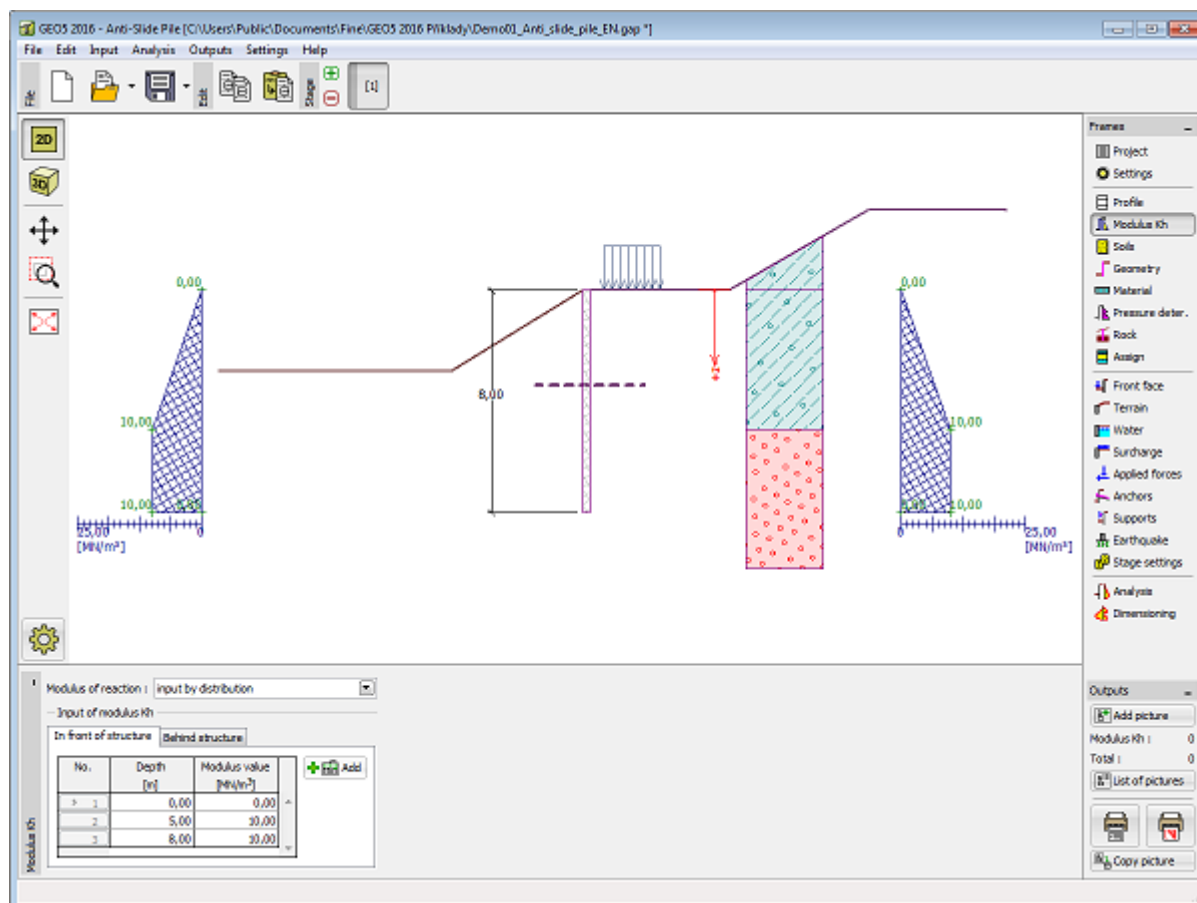 GEO5 2016 - Anti-Slide Pile [C:\Users\Public\Documents\Fine\GEO5 2016 Příklady\Demo01_Anti_slide_pile_EN.gap *]
File Edit Input Analysis Outputs Settings Help
File
Edit
Stage
[1]
2D
3D
0,00
10,00
10,00
25,00
0
[MN/m³]
8,00
+z
0,00
10,00
10,00
0
25,00
[MN/m³]
Frames
Project
Settings
Profile
Modulus Kh
Soils
Geometry
Material
Pressure deter.
Rock
Assign
Front face
Terrain
Water
Surcharge
Applied forces
Anchors
Supports
Earthquake
Stage settings
Analysis
Dimensioning
Outputs
Add picture
Modulus Kh : 0
Total : 0
List of pictures
Copy picture
Modulus Kh
Modulus of reaction : input by distribution
Input of modulus Kh
In front of structure Behind structure
No. Depth Modulus value
[m] [MN/m³]
1 0,00 0,00
2 5,00 10,00
3 8,00 10,00
Add